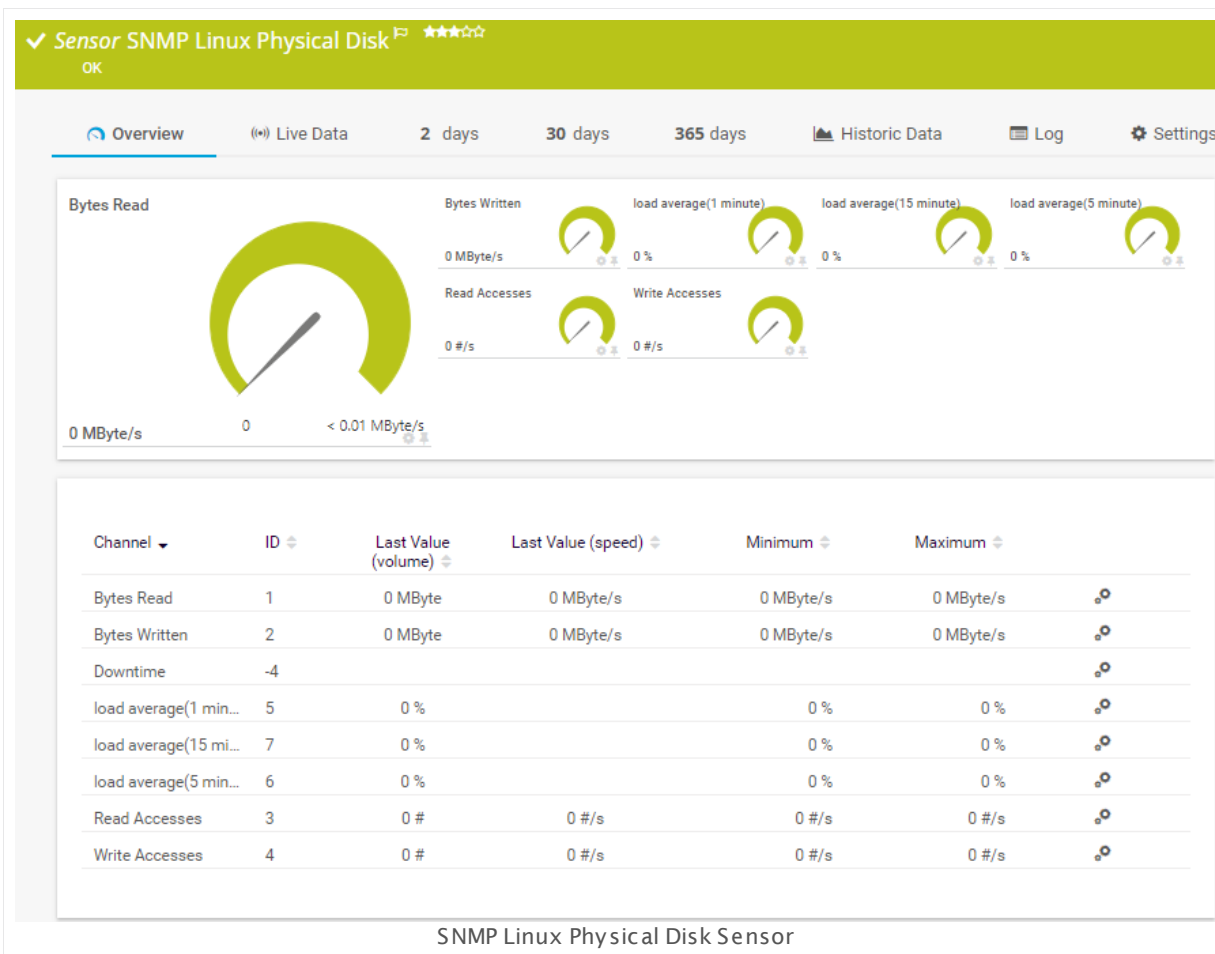 Sensor SNMP Linux Physical Disk
OK
Overview Live Data 2 days 30 days 365 days Historic Data Log Settings
Bytes Read
0 MByte/s
0 < 0.01 MByte/s
Bytes Written
0 MByte/s
load average(1 minute)
0 %
load average(15 minute)
0 %
load average(5 minute)
0 %
Read Accesses
0 #/s
Write Accesses
0 #/s
Channel ID Last Value (volume) Last Value (speed) Minimum Maximum
Bytes Read 1 0 MByte 0 MByte/s 0 MByte/s 0 MByte/s
Bytes Written 2 0 MByte 0 MByte/s 0 MByte/s 0 MByte/s
Downtime -4
load average(1 min... 5 0 % 0 % 0 %
load average(15 mi... 7 0 % 0 % 0 %
load average(5 min... 6 0 % 0 % 0 %
Read Accesses 3 0 # 0 #/s 0 #/s 0 #/s
Write Accesses 4 0 # 0 #/s 0 #/s 0 #/s
SNMP Linux Physical Disk Sensor